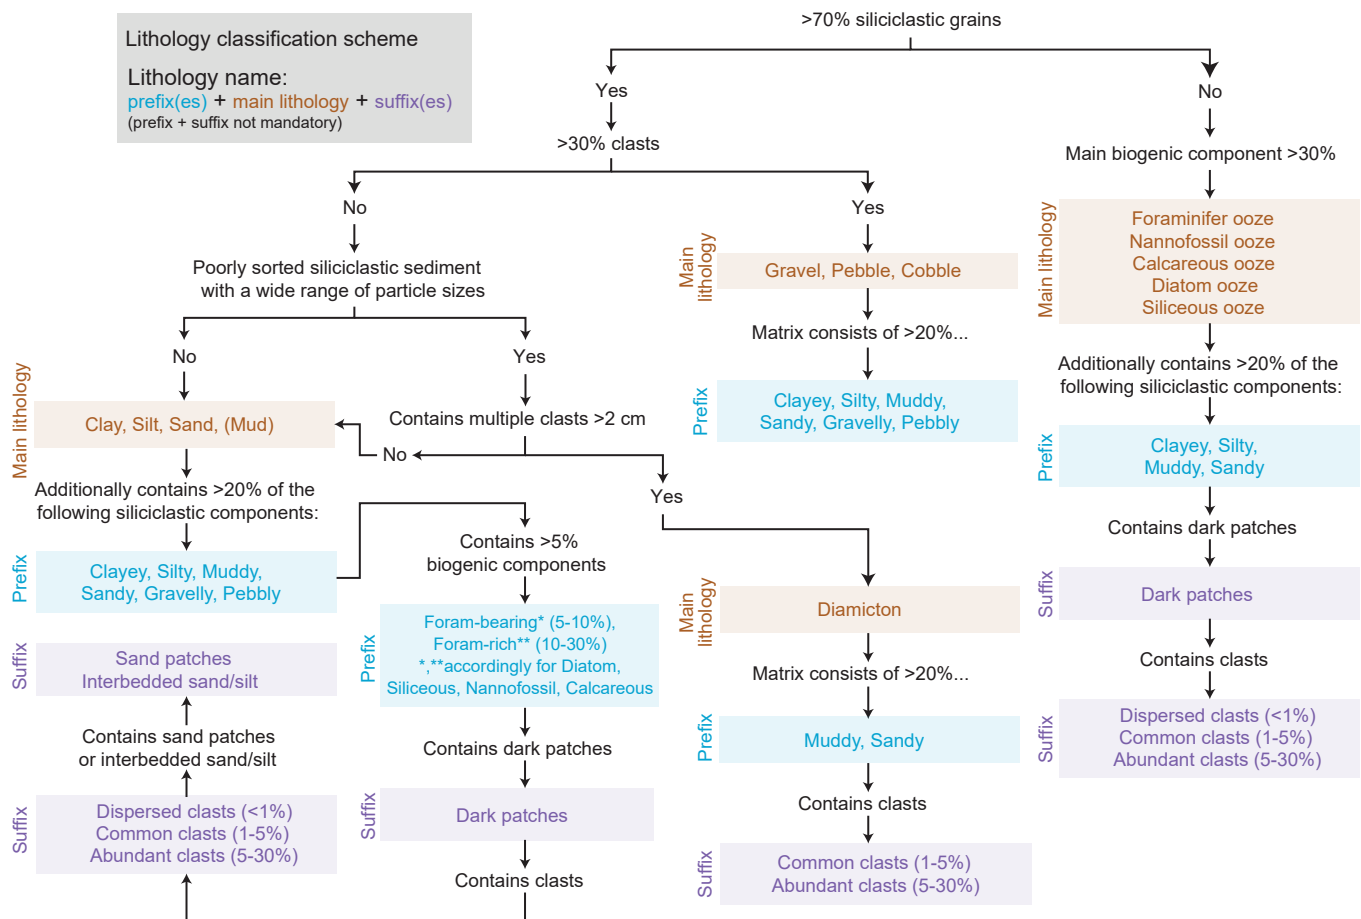 Lithology classification scheme
Lithology name:
prefix(es) + main lithology + suffix(es)
(prefix + suffix not mandatory)
>70% siliciclastic grains
Yes
No
>30% clasts
Main biogenic component >30%
No
Yes
Main lithology
Foraminifer ooze
Nannofossil ooze
Calcareous ooze
Diatom ooze
Siliceous ooze
Main
lithology
Gravel, Pebble, Cobble
Poorly sorted siliciclastic sediment
with a wide range of particle sizes
Matrix consists of >20%...
No
Yes
Additionally contains >20% of the
following siliciclastic components:
Prefix
Clayey, Silty, Muddy,
Sandy, Gravelly, Pebbly
Main lithology
Clay, Silt, Sand, (Mud)
Contains multiple clasts >2 cm
No
Yes
Prefix
Clayey, Silty,
Muddy, Sandy
Additionally contains >20% of the
following siliciclastic components:
Contains dark patches
Contains >5%
biogenic components
Prefix
Clayey, Silty, Muddy,
Sandy, Gravelly, Pebbly
Suffix
Dark patches
Main
lithology
Diamicton
Prefix
Foram-bearing* (5-10%),
Foram-rich** (10-30%)
*,**accordingly for Diatom,
Siliceous, Nannofossil, Calcareous
Suffix
Sand patches
Interbedded sand/silt
Contains clasts
Matrix consists of >20%...
Suffix
Dispersed clasts (<1%)
Common clasts (1-5%)
Abundant clasts (5-30%)
Prefix
Muddy, Sandy
Contains sand patches
or interbedded sand/silt
Contains dark patches
Suffix
Dispersed clasts (<1%)
Common clasts (1-5%)
Abundant clasts (5-30%)
Suffix
Dark patches
Contains clasts
Suffix
Common clasts (1-5%)
Abundant clasts (5-30%)
Contains clasts